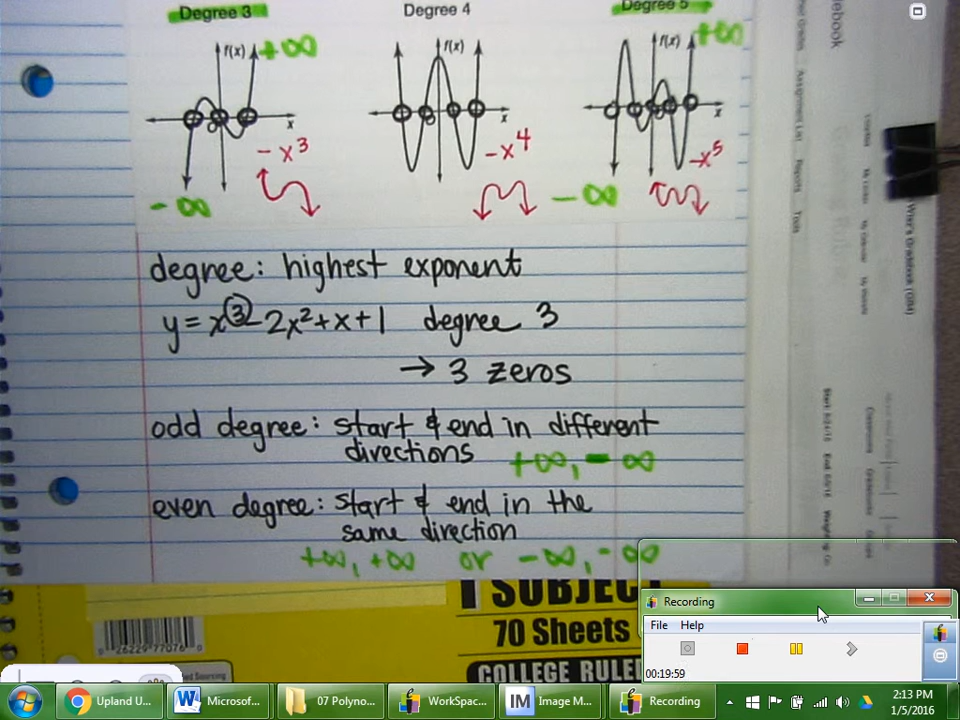 Degree 3 Degree 4 Degree 5
+∞ +∞
f(x) f(x) f(x)
x x x
- x³ -x⁴ -x⁵
- ∞ - ∞
degree: highest exponent
y = x³ - 2x² + x + 1 degree 3
→ 3 zeros
odd degree: start & end in different
directions +∞, - ∞
even degree: start & end in the
same direction
+∞, +∞ or -∞, -∞
1 SUBJECT
70 Sheets
COLLEGE RULED
Recording
File Help
00:19:59
Upland U...
Microsof...
07 Polyno...
WorkSpac...
Image M...
Recording
2:13 PM
1/5/2016